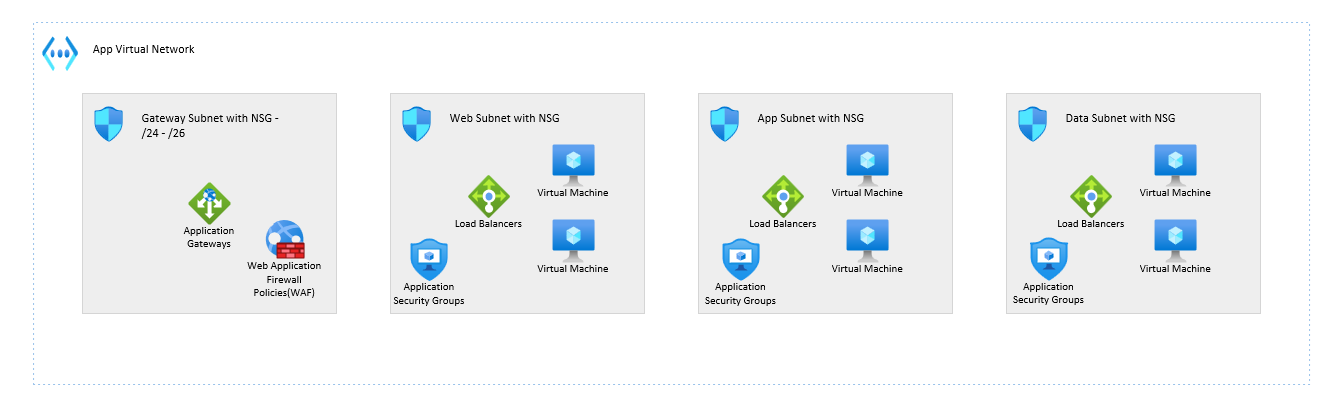 App Virtual Network
Gateway Subnet with NSG -
/24 - /26
Application
Gateways
Web Application
Firewall
Policies(WAF)
Web Subnet with NSG
Virtual Machine
Load Balancers
Virtual Machine
Application
Security Groups
App Subnet with NSG
Virtual Machine
Load Balancers
Virtual Machine
Application
Security Groups
Data Subnet with NSG
Virtual Machine
Load Balancers
Virtual Machine
Application
Security Groups